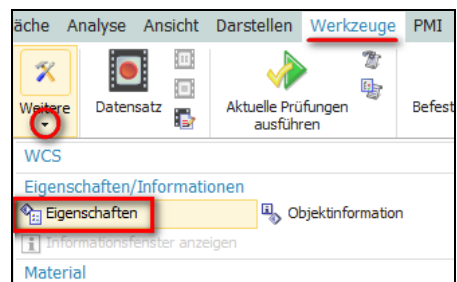 äche Analyse Ansicht Darstellen Werkzeuge PMI
Weitere Datensatz Aktuelle Prüfungen ausführen Befest
WCS
Eigenschaften/Informationen
Eigenschaften Objektinformation
Informationsfenster anzeigen
Material